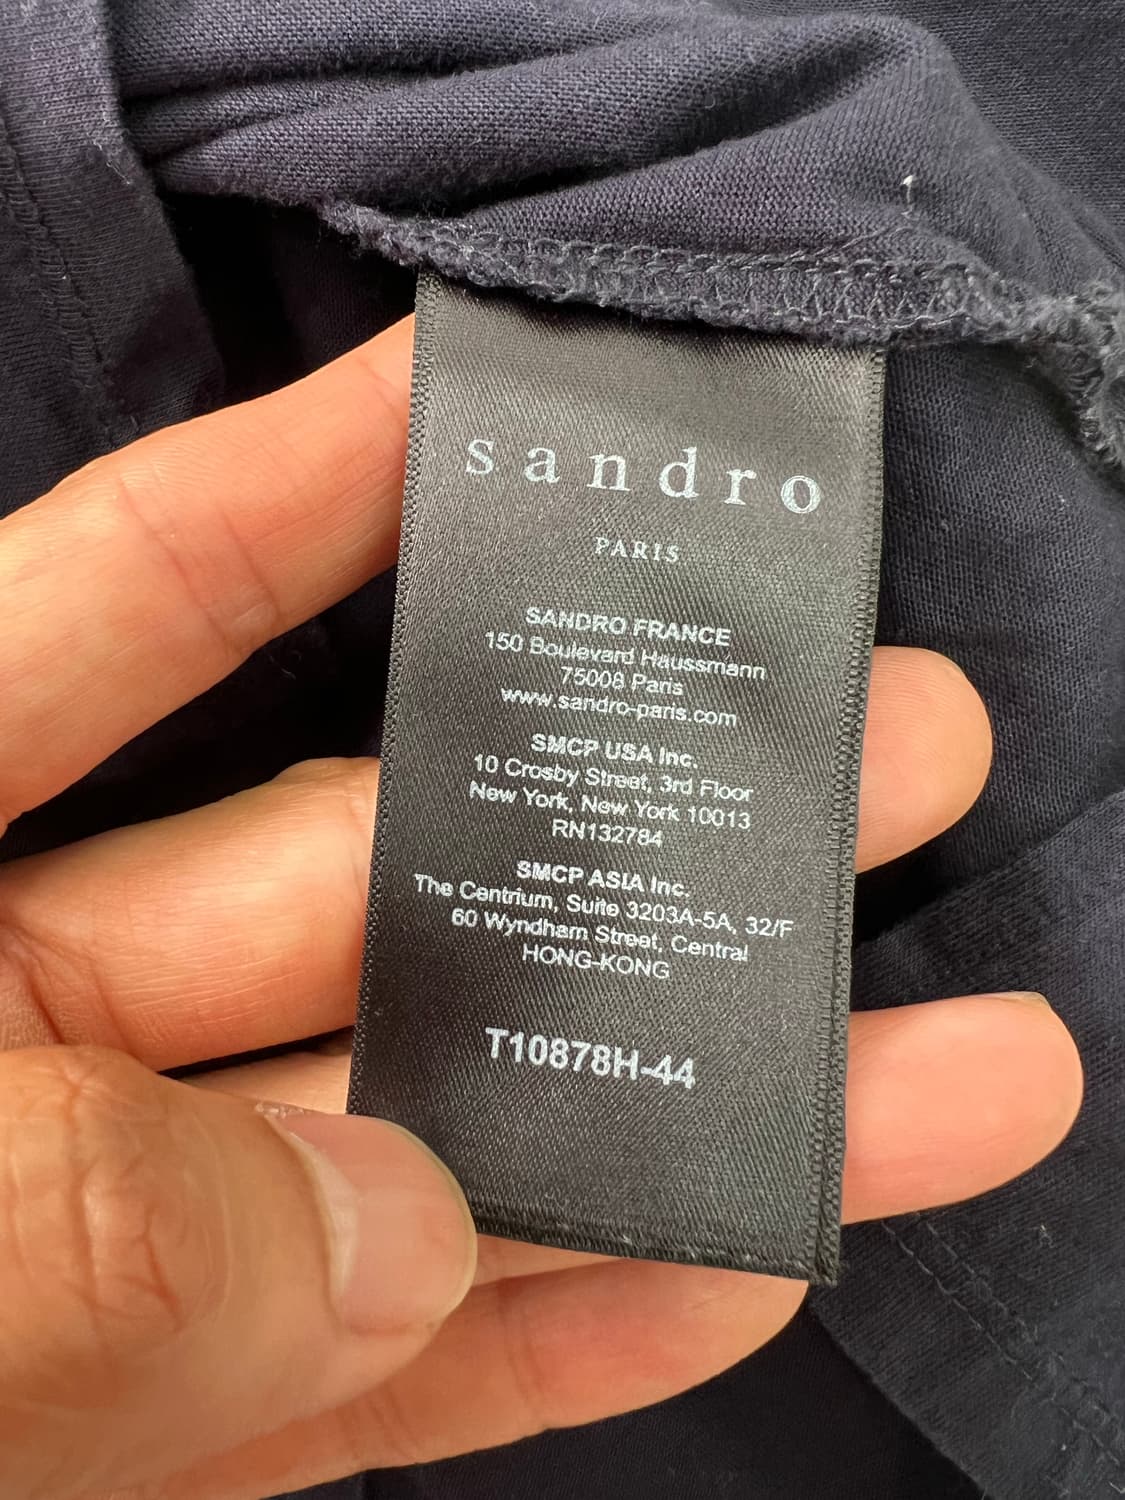 sandro
PARIS
SANDRO FRANCE
150 Boulevard Haussmann
75008 Paris
www.sandro-paris.com
SMCP USA Inc.
10 Crosby Street, 3rd Floor
New York, New York 10013
RN132784
SMCP ASIA Inc.
The Centrium, Suite 3203A-5A, 32/F
60 Wyndham Street, Central
HONG-KONG
T10878H-44